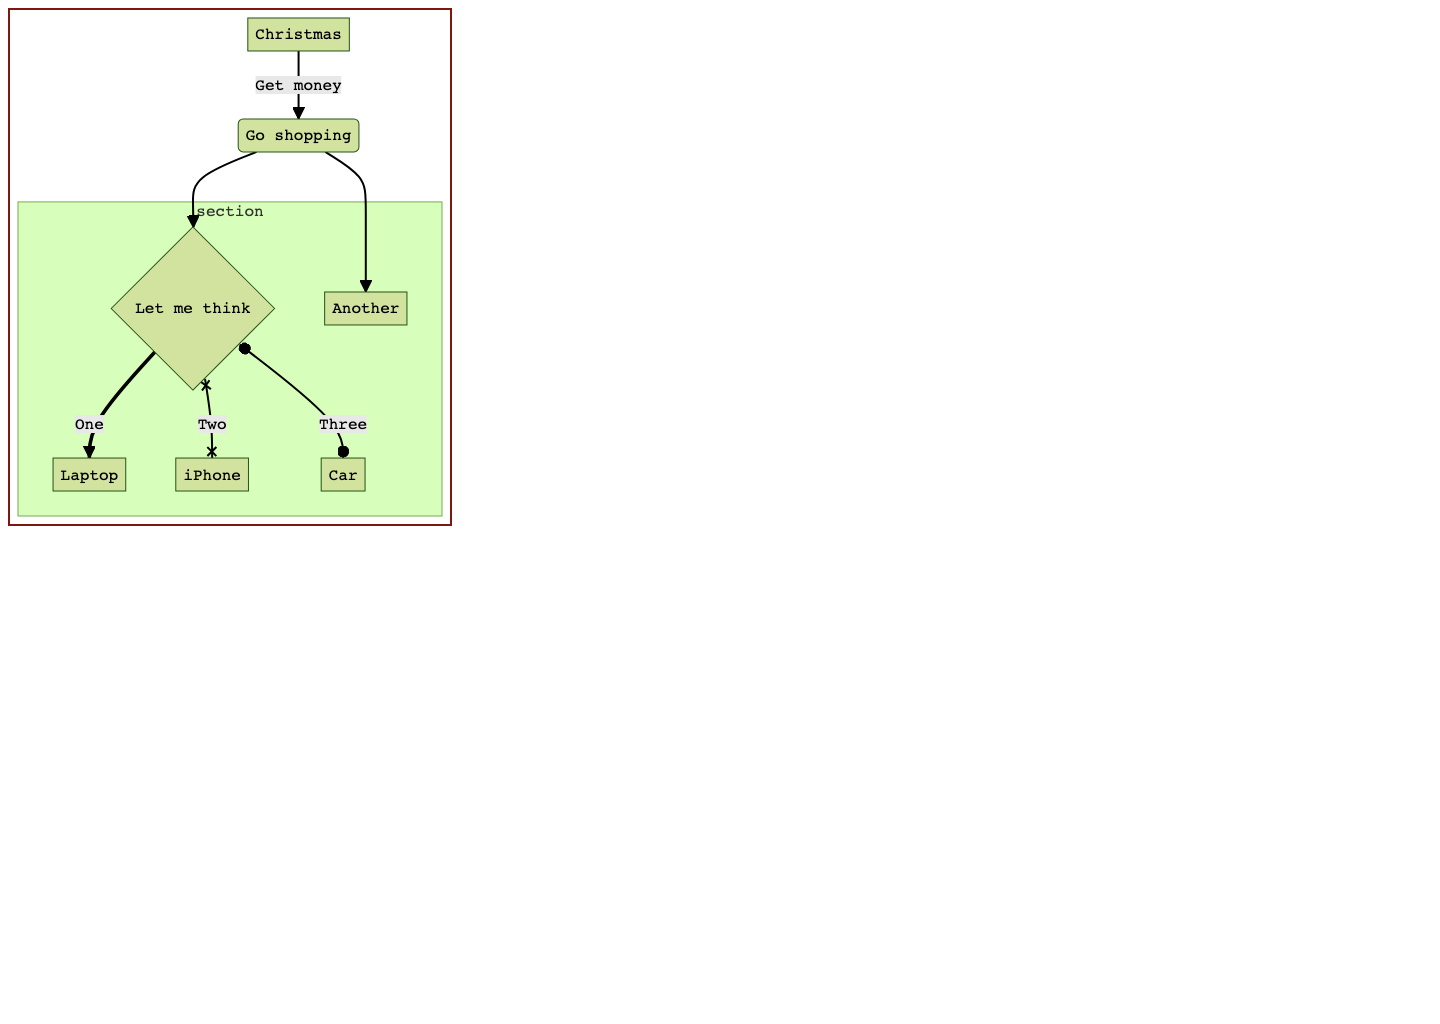 Christmas
Get money
Go shopping
section
Let me think
Another
One
Two
Three
Laptop
iPhone
Car